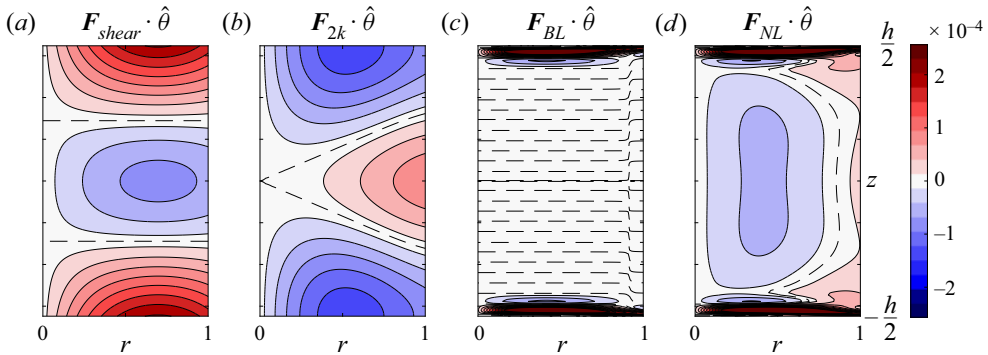 (a) F_shear · θ̂ (b) F_2k · θ̂ (c) F_BL · θ̂ (d) F_NL · θ̂
× 10⁻⁴
h/2
2
1
z
0
−1
−2
−h/2
0 1 0 1 0 1 0 1
r r r r